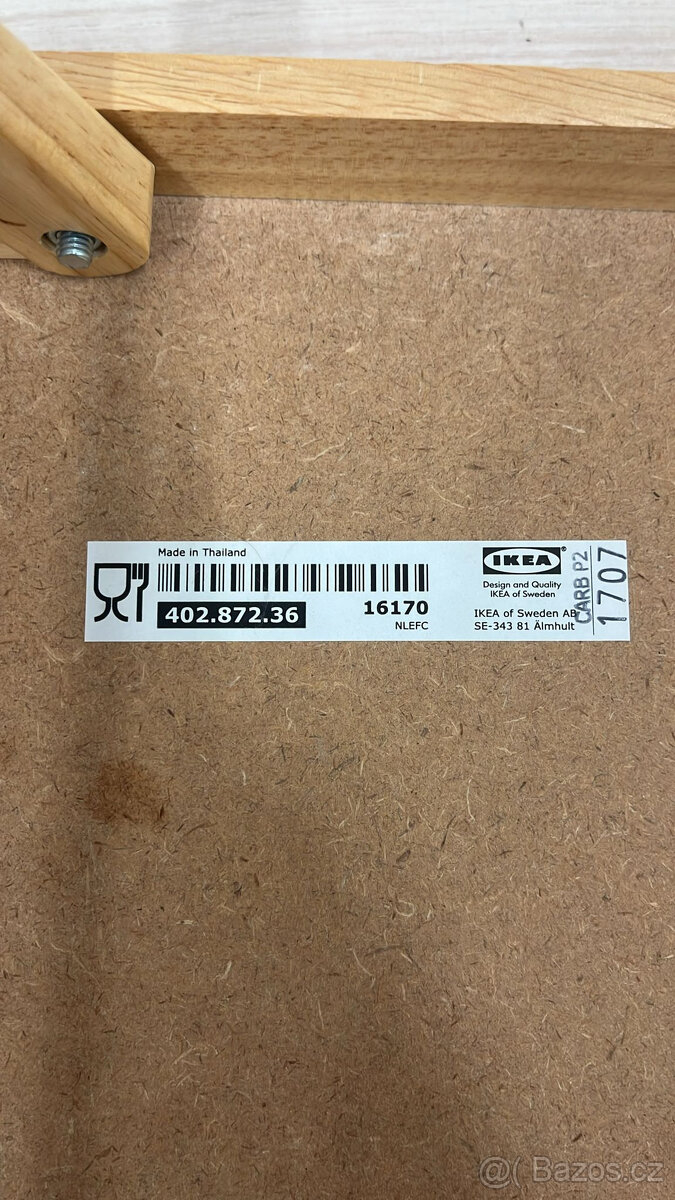 Made in Thailand
402.872.36
16170
NLEFC
IKEA®
Design and Quality
IKEA of Sweden
IKEA of Sweden AB
SE-343 81 Älmhult
CARB P2
1707
@( Bazos.cz